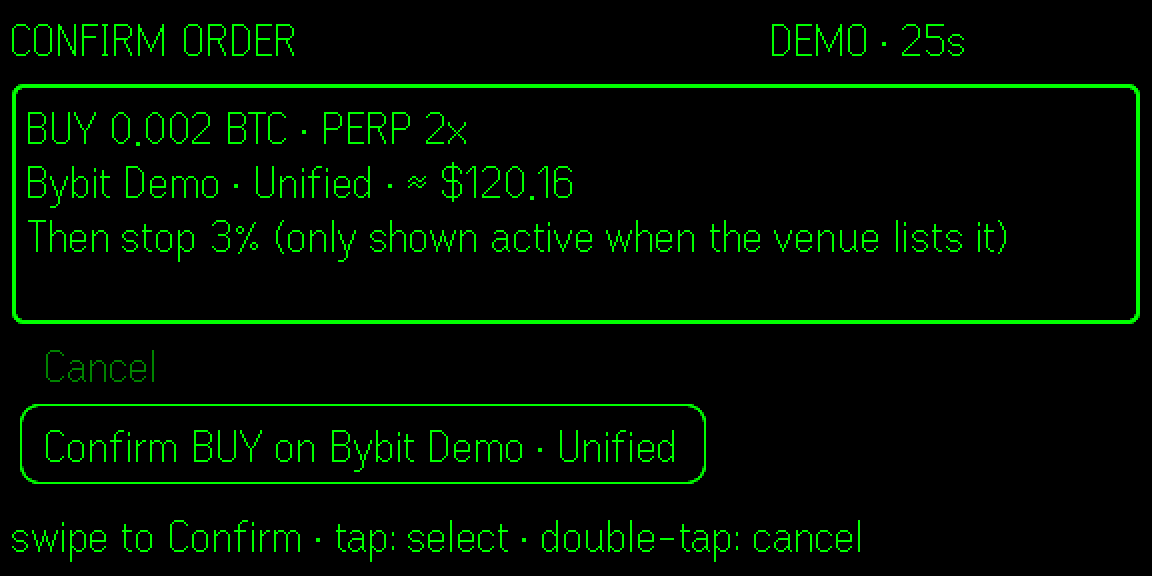 CONFIRM ORDER DEMO · 25s
BUY 0.002 BTC · PERP 2x
Bybit Demo · Unified · ≈ $120.16
Then stop 3% (only shown active when the venue lists it)
Cancel
Confirm BUY on Bybit Demo · Unified
swipe to Confirm · tap: select · double-tap: cancel